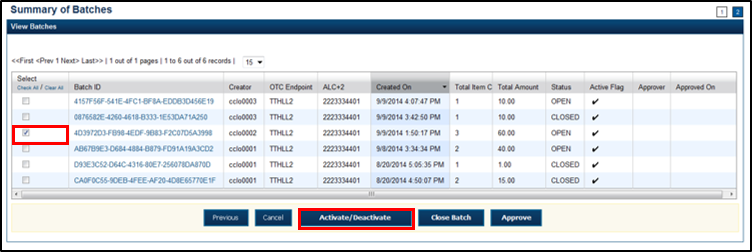 Summary of Batches
1 2
View Batches
<<First <Prev 1 Next> Last>> | 1 out of 1 pages | 1 to 6 out of 6 records | 15
Select Check All / Clear All Batch ID Creator OTC Endpoint ALC+2 Created On Total Item C Total Amount Status Active Flag Approver Approved On
4157F56F-541E-4FC1-BF8A-EDDB3D456E19 cclo0003 TTHLL2 2223334401 9/9/2014 4:07:47 PM 1 10.00 OPEN ✔
0876582E-4260-4618-B333-1E53DA71A250 cclo0003 TTHLL2 2223334401 9/9/2014 3:42:50 PM 1 10.00 CLOSED ✔
4D3972D3-FB98-4EDF-9B83-F2C07D5A3998 cclo0002 TTHLL2 2223334401 9/9/2014 1:50:17 PM 3 60.00 OPEN ✔
AB67B9E3-D684-4884-B879-FD91A19A3CD2 cclo0001 TTHLL2 2223334401 9/8/2014 3:34:34 PM 2 40.00 OPEN ✔
D93E3C52-D64C-4316-80E7-256078DA870D cclo0001 TTHLL2 2223334401 8/20/2014 5:05:35 PM 1 1.00 CLOSED ✔
CA0F0C55-9DEB-4FEE-AF20-4D8E65770E1F cclo0001 TTHLL2 2223334401 8/20/2014 4:50:07 PM 2 15.00 CLOSED ✔
Previous Cancel Activate/Deactivate Close Batch Approve